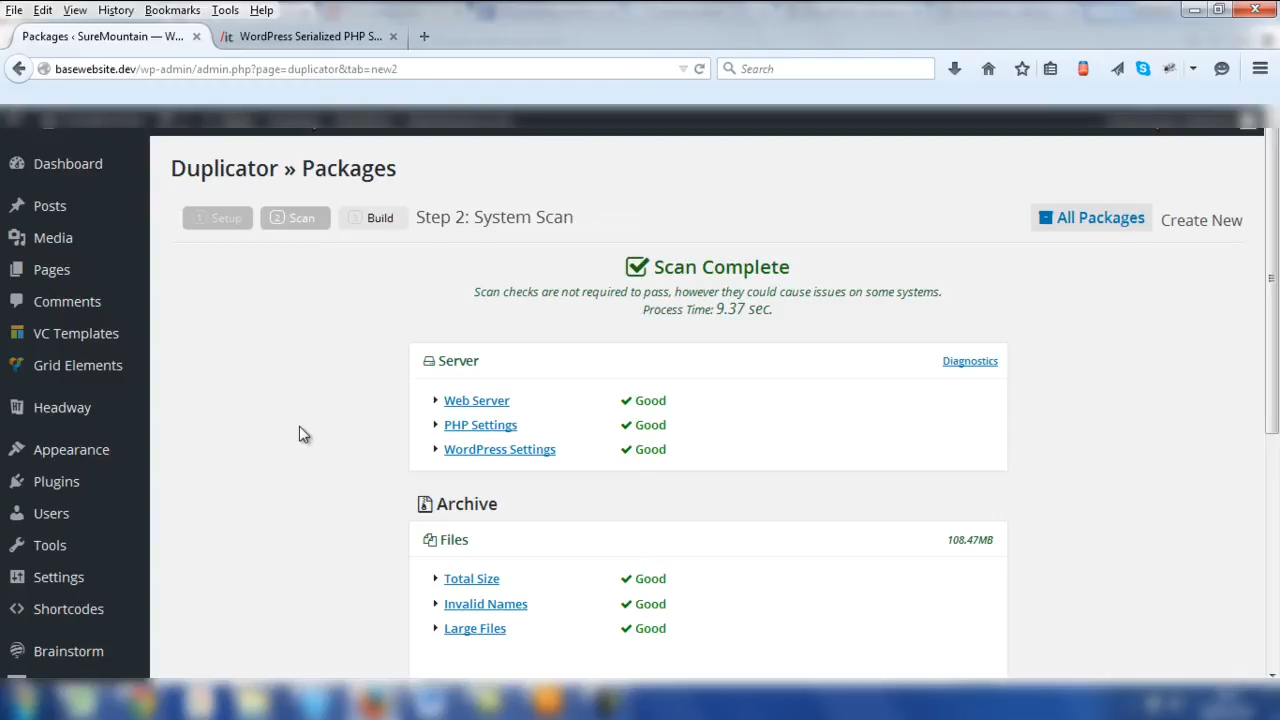 File Edit View History Bookmarks Tools Help
Packages ‹ SureMountain — W... × /it WordPress Serialized PHP S... × +
basewebsite.dev/wp-admin/admin.php?page=duplicator&tab=new2 Search
Dashboard
Posts
Media
Pages
Comments
VC Templates
Grid Elements
Headway
Appearance
Plugins
Users
Tools
Settings
Shortcodes
Brainstorm
Duplicator » Packages
1 Setup 2 Scan 3 Build Step 2: System Scan All Packages Create New
Scan Complete
Scan checks are not required to pass, however they could cause issues on some systems.
Process Time: 9.37 sec.
Server Diagnostics
Web Server Good
PHP Settings Good
WordPress Settings Good
Archive
Files 108.47MB
Total Size Good
Invalid Names Good
Large Files Good